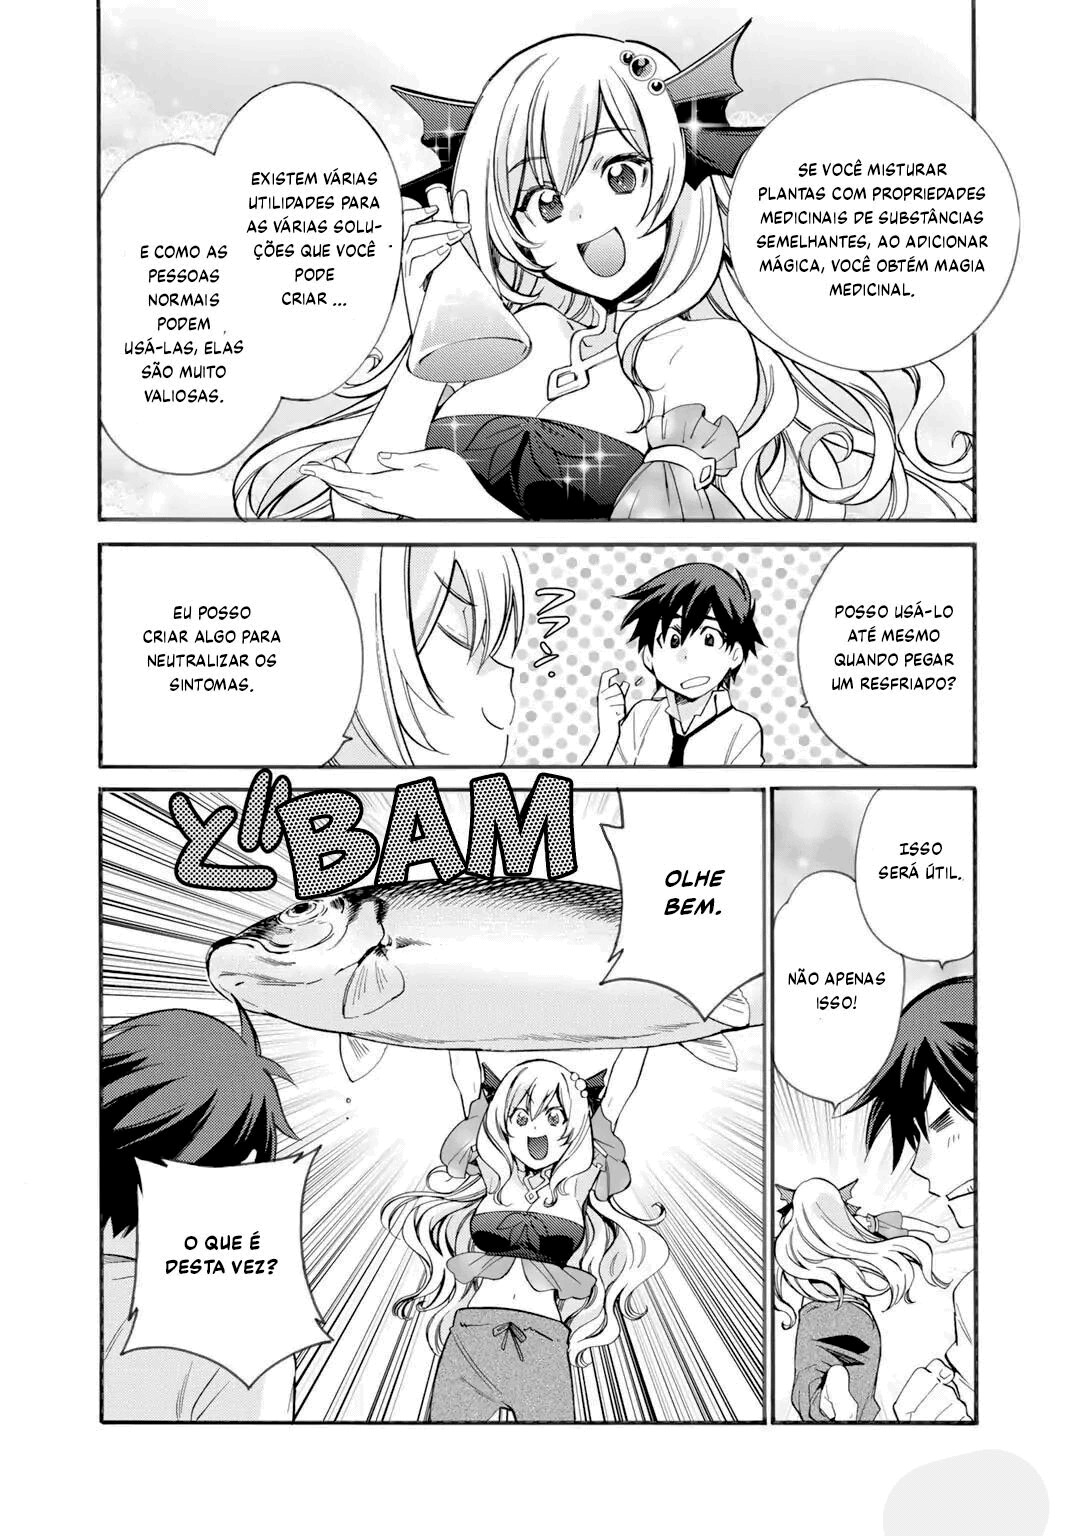 SE VOCÊ MISTURAR
PLANTAS COM PROPRIEDADES
MEDICINAIS DE SUBSTÂNCIAS
SEMELHANTES, AO ADICIONAR
MÁGICA, VOCÊ OBTÉM MAGIA
MEDICINAL.
EXISTEM VÁRIAS
UTILIDADES PARA
AS VÁRIAS SOLU-
ÇÕES QUE VOCÊ
PODE
CRIAR ...
E COMO AS
PESSOAS
NORMAIS
PODEM
USÁ-LAS, ELAS
SÃO MUITO
VALIOSAS.
POSSO USÁ-LO
ATÉ MESMO
QUANDO PEGAR
UM RESFRIADO?
EU POSSO
CRIAR ALGO PARA
NEUTRALIZAR OS
SINTOMAS.
ISSO
SERÁ ÚTIL.
NÃO APENAS
ISSO!
ど BAM
OLHE
BEM.
O QUE É
DESTA VEZ?